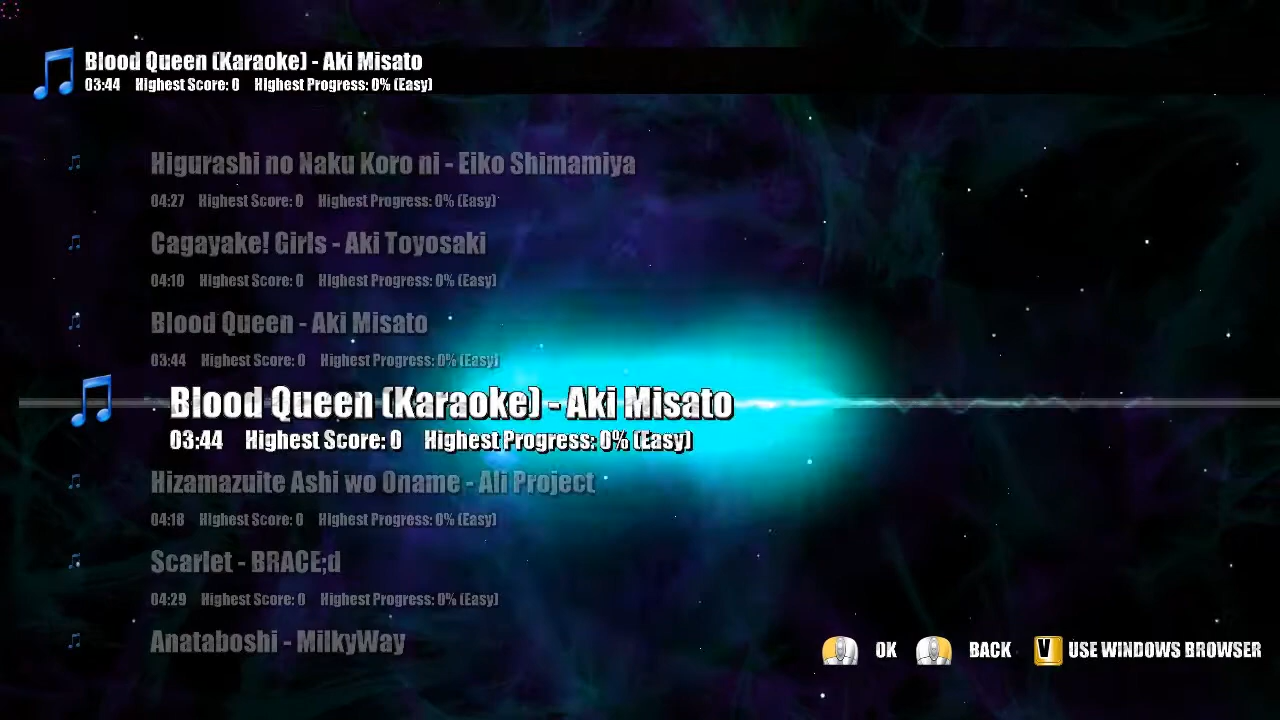 Blood Queen (Karaoke) - Aki Misato
03:44 Highest Score: 0 Highest Progress: 0% (Easy)
Higurashi no Naku Koro ni - Eiko Shimamiya
04:27 Highest Score: 0 Highest Progress: 0% (Easy)
Cagayake! Girls - Aki Toyosaki
04:10 Highest Score: 0 Highest Progress: 0% (Easy)
Blood Queen - Aki Misato
03:44 Highest Score: 0 Highest Progress: 0% (Easy)
Blood Queen (Karaoke) - Aki Misato
03:44 Highest Score: 0 Highest Progress: 0% (Easy)
Hizamazuite Ashi wo Oname - Ali Project
04:18 Highest Score: 0 Highest Progress: 0% (Easy)
Scarlet - BRACE;d
04:29 Highest Score: 0 Highest Progress: 0% (Easy)
Anataboshi - MilkyWay
OK BACK V USE WINDOWS BROWSER